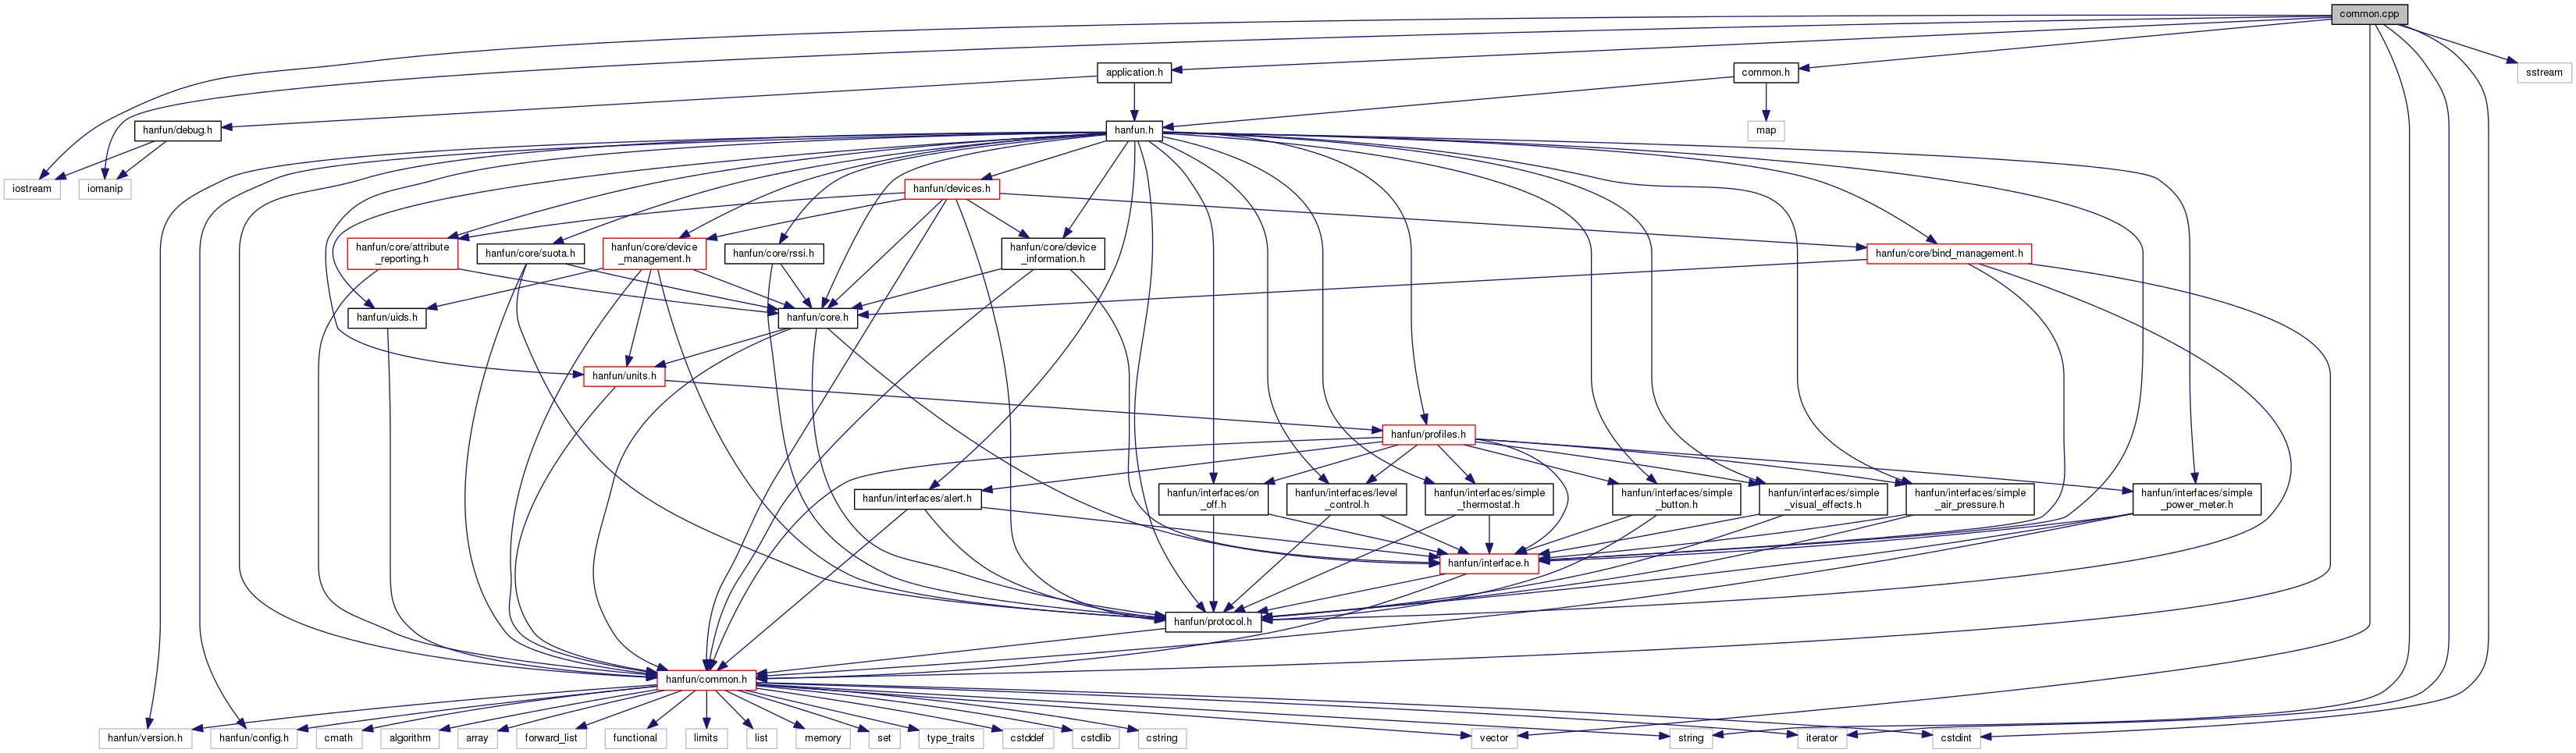 common.cpp
application.h
common.h
sstream
hanfun/debug.h
hanfun.h
map
iostream
iomanip
hanfun/devices.h
hanfun/core/attribute
_reporting.h
hanfun/core/suota.h
hanfun/core/device
_management.h
hanfun/core/rssi.h
hanfun/core/device
_information.h
hanfun/core/bind_management.h
hanfun/uids.h
hanfun/core.h
hanfun/units.h
hanfun/profiles.h
hanfun/interfaces/alert.h
hanfun/interfaces/on
_off.h
hanfun/interfaces/level
_control.h
hanfun/interfaces/simple
_thermostat.h
hanfun/interfaces/simple
_button.h
hanfun/interfaces/simple
_visual_effects.h
hanfun/interfaces/simple
_air_pressure.h
hanfun/interfaces/simple
_power_meter.h
hanfun/interface.h
hanfun/protocol.h
hanfun/common.h
hanfun/version.h
hanfun/config.h
cmath
algorithm
array
forward_list
functional
limits
list
memory
set
type_traits
cstddef
cstdlib
cstring
vector
string
iterator
cstdint